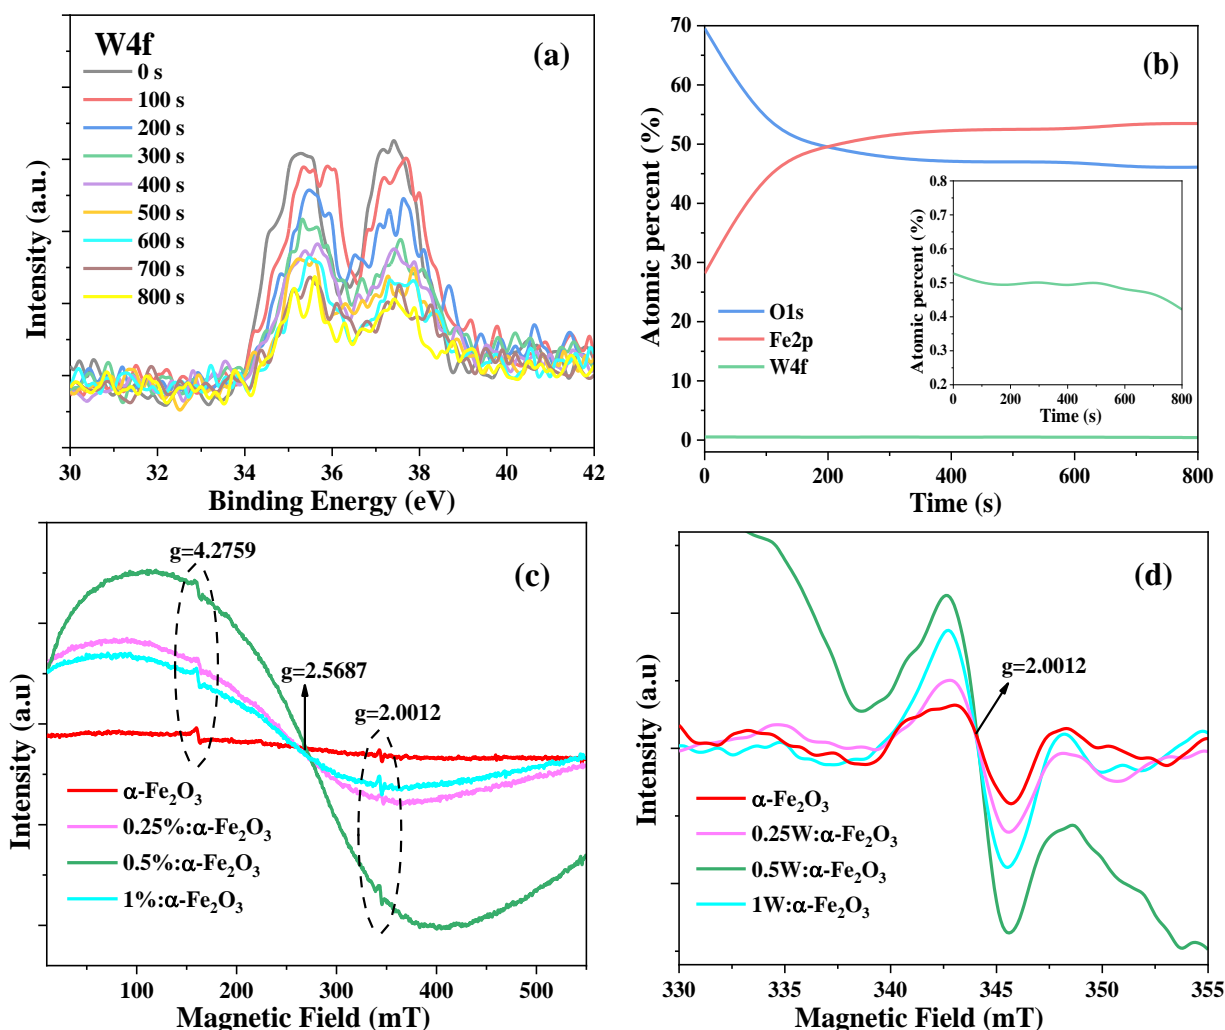 W4f
(a)
0 s
100 s
200 s
300 s
400 s
500 s
600 s
700 s
800 s
Intensity (a.u.)
30 32 34 36 38 40 42
Binding Energy (eV)
(b)
70
60
50
40
30
20
10
0
Atomic percent (%)
O1s
Fe2p
W4f
0 200 400 600 800
Time (s)
0.8
0.7
0.6
0.5
0.4
0.3
0.2
Atomic percent (%)
0 200 400 600 800
Time (s)
(c)
g=4.2759
g=2.5687
g=2.0012
α-Fe₂O₃
0.25%:α-Fe₂O₃
0.5%:α-Fe₂O₃
1%:α-Fe₂O₃
Intensity (a.u)
100 200 300 400 500
Magnetic Field (mT)
(d)
g=2.0012
α-Fe₂O₃
0.25W:α-Fe₂O₃
0.5W:α-Fe₂O₃
1W:α-Fe₂O₃
Intensity (a.u)
330 335 340 345 350 355
Magnetic Field (mT)